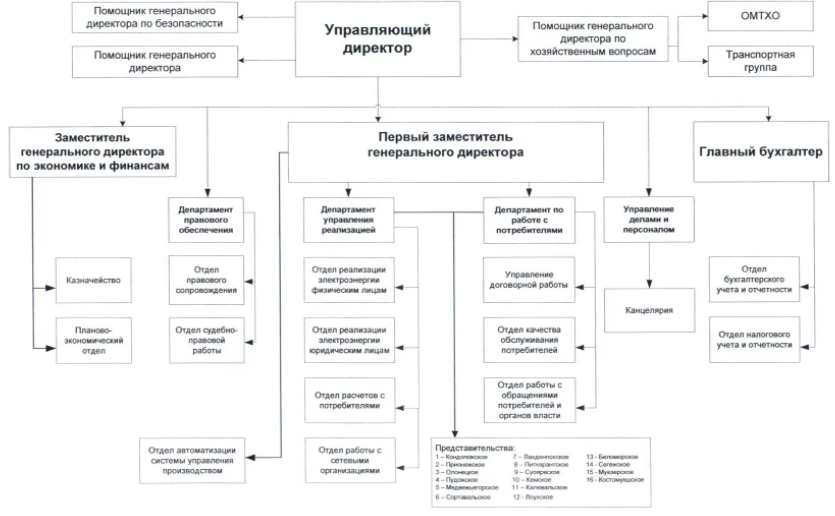 Помощник генерального
директора по безопасности
Управляющий
директор
Помощник генерального
директора по
хозяйственным вопросам
ОМТХО
Помощник генерального
директора
Транспортная
группа
Заместитель
генерального директора
по экономике и финансам
Первый заместитель
генерального директора
Главный бухгалтер
Департамент
правового
обеспечения
Департамент
управления
реализацией
Департамент по
работе с
потребителями
Управление
делами и
персоналом
Казначейство
Отдел
правового
сопровождения
Отдел реализации
электроэнергии
физическим лицам
Управление
договорной работы
Канцелярия
Отдел
бухгалтерского
учета и отчетности
Планово-
экономический
отдел
Отдел судебно-
правовой
работы
Отдел реализации
электроэнергии
юридическим лицам
Отдел качества
обслуживания
потребителей
Отдел налогового
учета и отчетности
Отдел расчетов с
потребителями
Отдел работы с
обращениями
потребителей и
органов власти
Отдел автоматизации
системы управления
производством
Отдел работы с
сетевыми
организациями
Представительства:
1 – Кондопожское
2 – Прионежское
3 – Олонецкое
4 – Пудожское
5 – Медвежьегорское
6 – Сортавальское
7 – Лахденпохское
8 – Питкярантское
9 – Суоярвское
10 – Кемское
11 – Калевальское
12 – Лоухское
13 – Беломорское
14 – Сегежское
15 – Муезерское
16 – Костомукшское